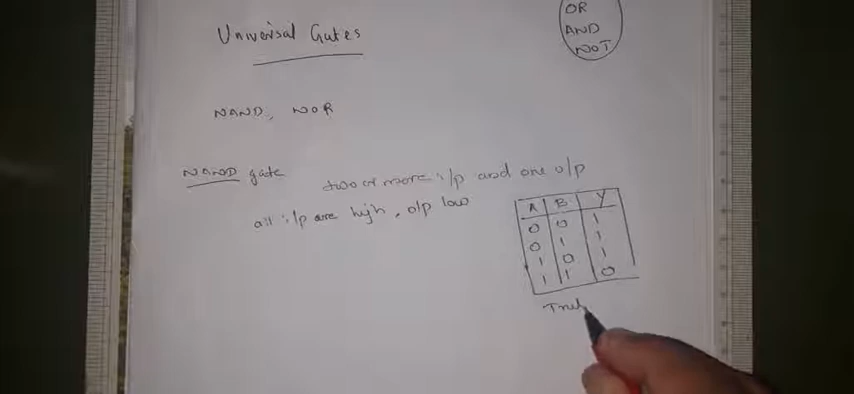 Universal Gates
OR
AND
NOT
NAND, NOR
NAND gate two or more i/p and one o/p
all i/p are high, o/p low
A B Y
0 0 1
0 1 1
1 0 1
1 1 0